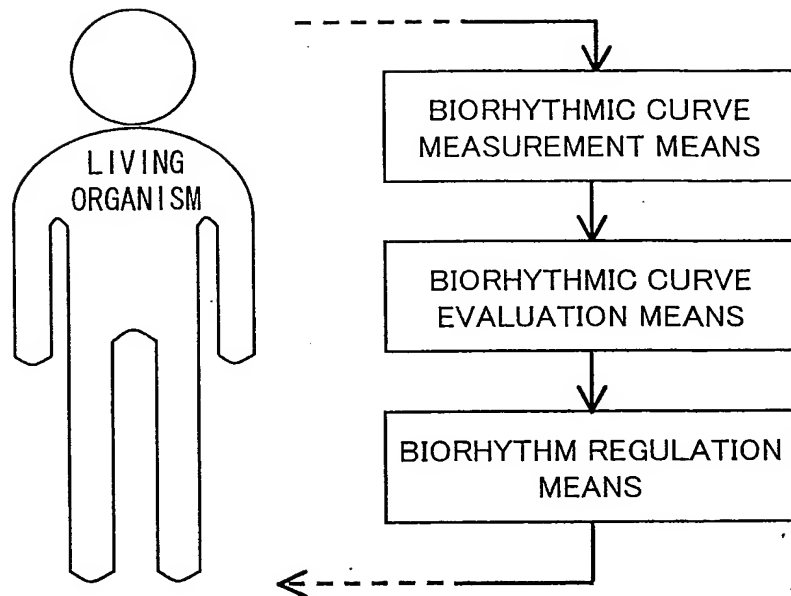 LIVING
ORGANISM
BIORHYTHMIC CURVE
MEASUREMENT MEANS
BIORHYTHMIC CURVE
EVALUATION MEANS
BIORHYTHM REGULATION
MEANS